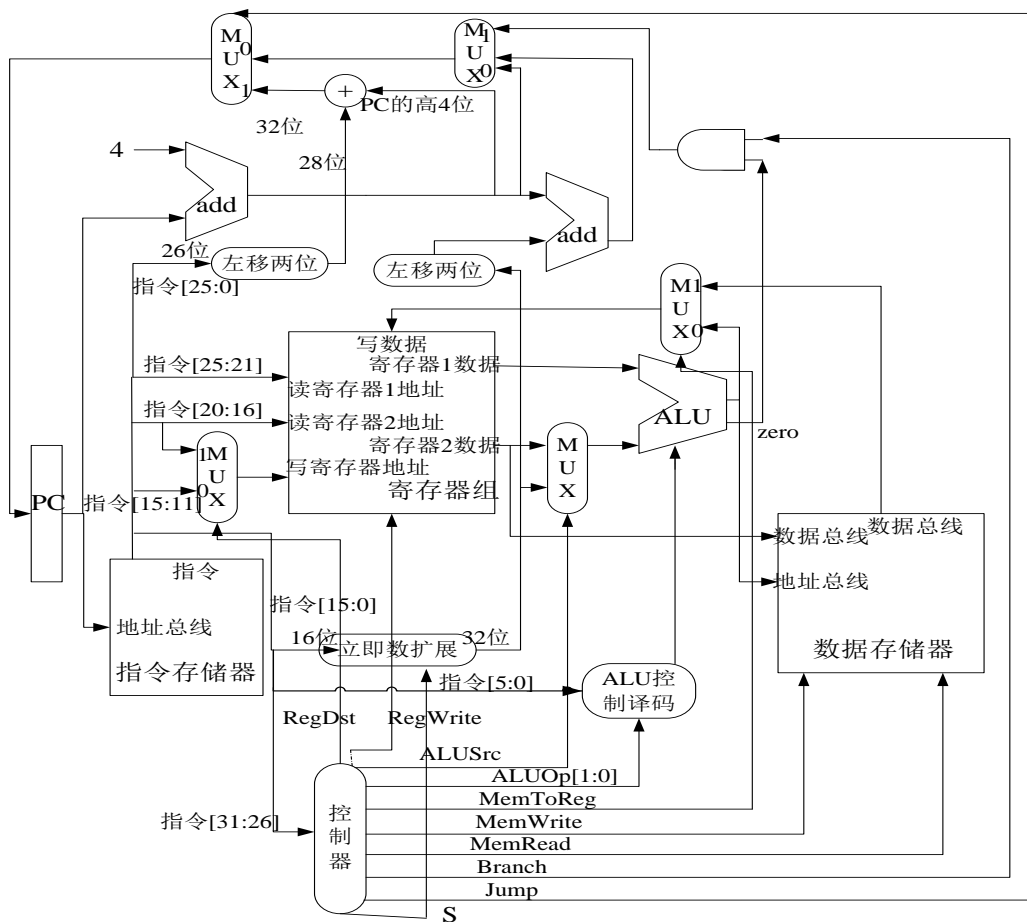 M
U
X
0
1
M
U
X
1
0
+
PC的高4位
32位
28位
4
add
add
26位
左移两位
左移两位
指令[25:0]
M
U
X
1
0
写数据
寄存器1数据
指令[25:21]
读寄存器1地址
指令[20:16]
读寄存器2地址
寄存器2数据
ALU
zero
写寄存器地址
寄存器组
M
U
X
1
0
M
U
X
PC
指令[15:11]
指令
地址总线
指令存储器
数据总线
数据总线
地址总线
数据存储器
指令[15:0]
16位
立即数扩展
32位
指令[5:0]
ALU控
制译码
RegDst
RegWrite
ALUSrc
ALUOp[1:0]
MemToReg
指令[31:26]
控
制
器
MemWrite
MemRead
Branch
Jump
S